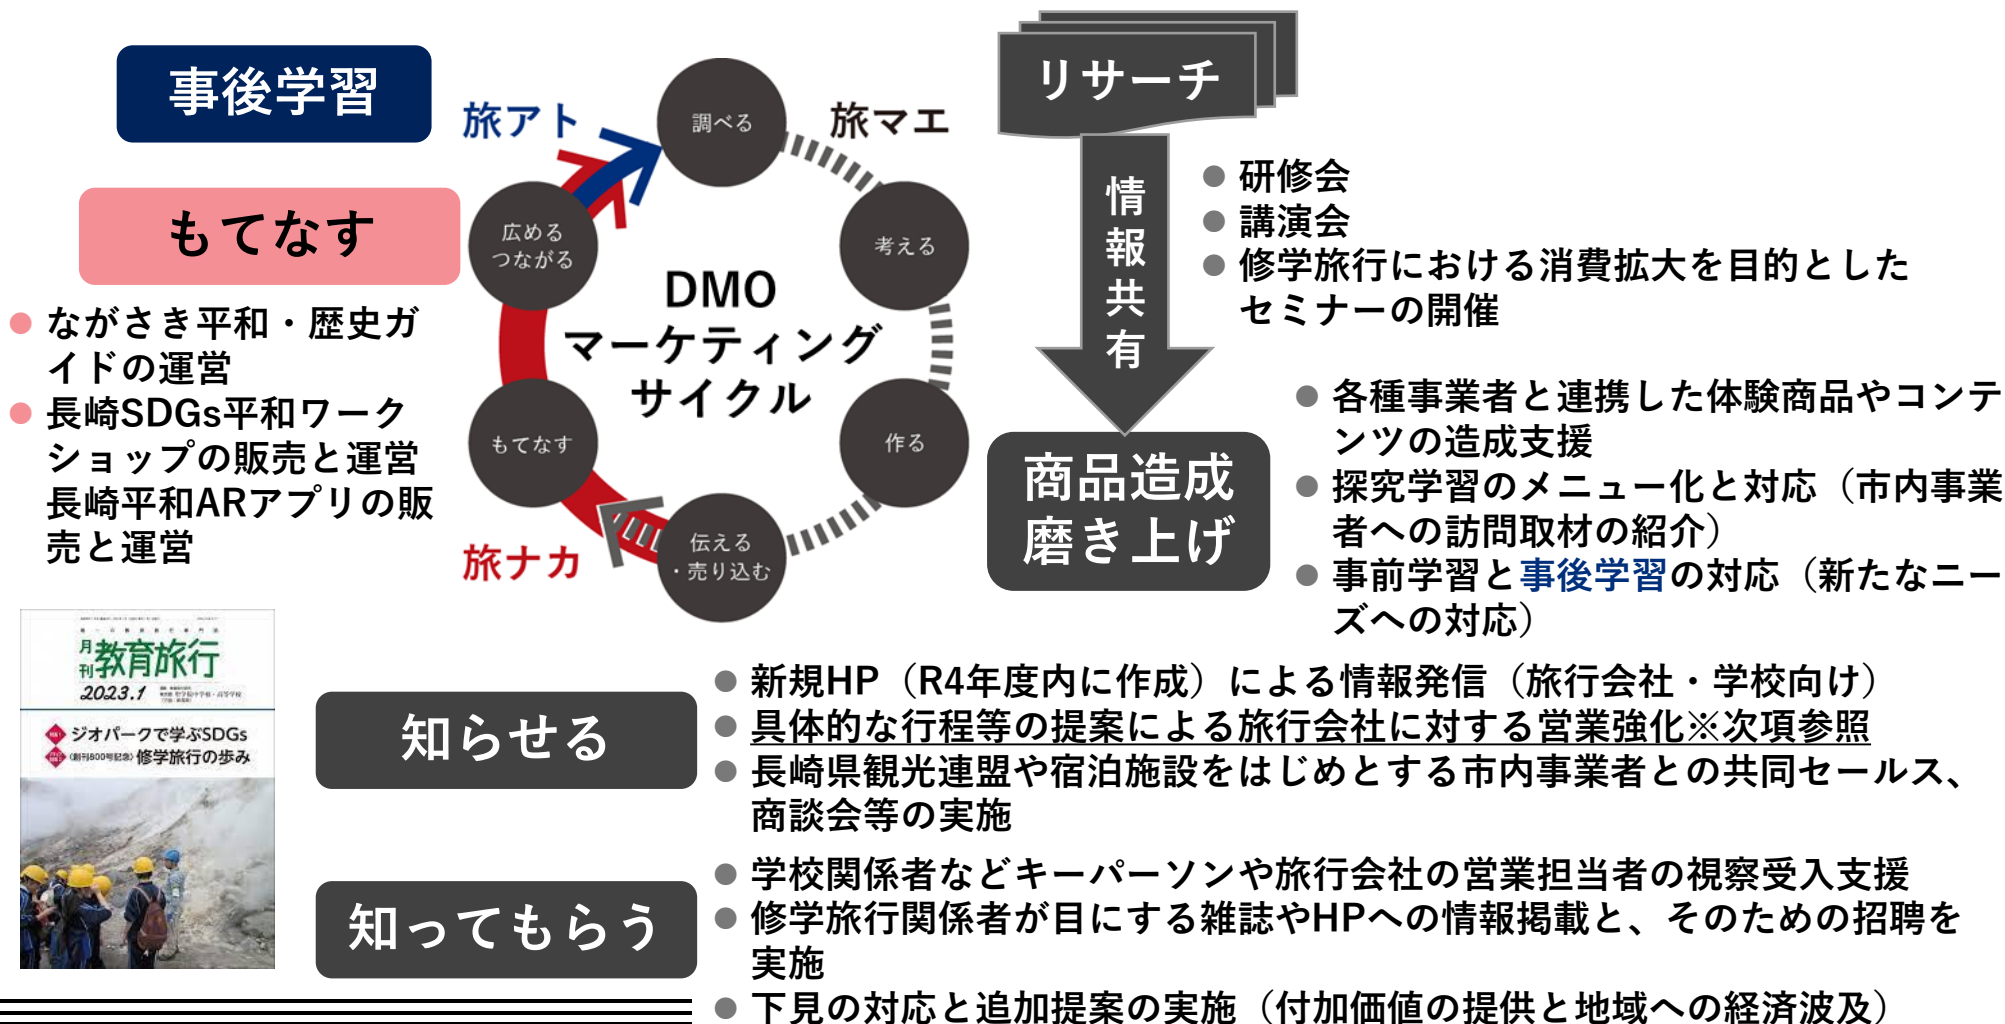 事後学習
もてなす
ながさき平和・歴史ガ
イドの運営
長崎SDGs平和ワーク
ショップの販売と運営
長崎平和ARアプリの販
売と運営
旅アト
旅マエ
旅ナカ
調べる
考える
作る
伝える
・売り込む
もてなす
広める
つながる
DMO
マーケティング
サイクル
リサーチ
情報共有
研修会
講演会
修学旅行における消費拡大を目的とした
セミナーの開催
商品造成
磨き上げ
各種事業者と連携した体験商品やコンテ
ンツの造成支援
探究学習のメニュー化と対応（市内事業
者への訪問取材の紹介）
事前学習と事後学習の対応（新たなニー
ズへの対応）
月刊教育旅行
2023.1
ジオパークで学ぶSDGs
〈創刊800号記念〉修学旅行の歩み
知らせる
新規HP（R4年度内に作成）による情報発信（旅行会社・学校向け）
具体的な行程等の提案による旅行会社に対する営業強化※次項参照
長崎県観光連盟や宿泊施設をはじめとする市内事業者との共同セールス、
商談会等の実施
知ってもらう
学校関係者などキーパーソンや旅行会社の営業担当者の視察受入支援
修学旅行関係者が目にする雑誌やHPへの情報掲載と、そのための招聘を
実施
下見の対応と追加提案の実施（付加価値の提供と地域への経済波及）